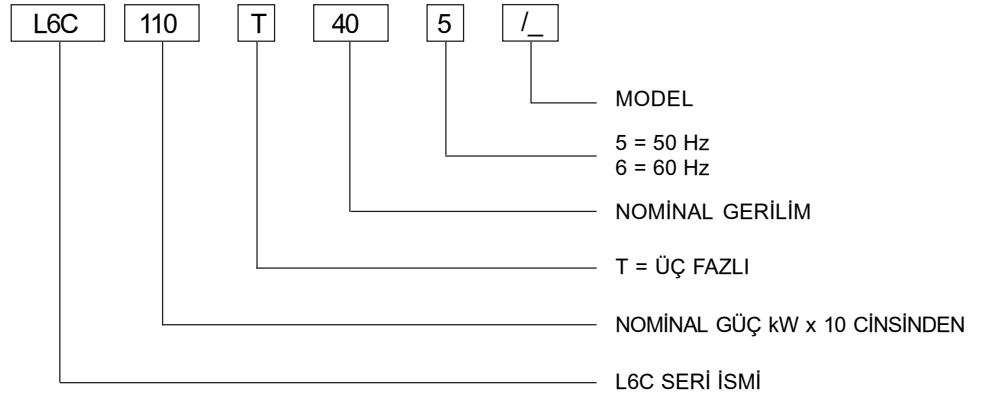 L6C 110 T 40 5 /_
MODEL
5 = 50 Hz
6 = 60 Hz
NOMİNAL GERİLİM
T = ÜÇ FAZLI
NOMİNAL GÜÇ kW x 10 CİNSİNDEN
L6C SERİ İSMİ